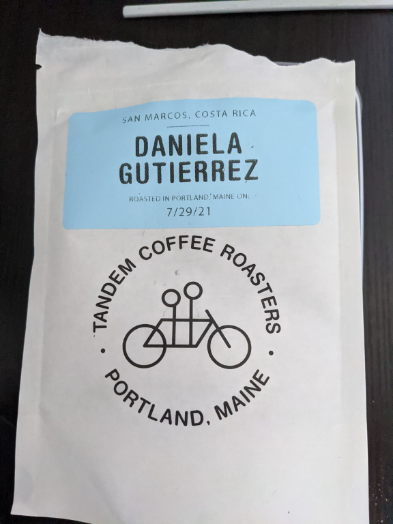 SAN MARCOS, COSTA RICA
DANIELA
GUTIERREZ
ROASTED IN PORTLAND, MAINE ON:
7/29/21
TANDEM COFFEE ROASTERS
PORTLAND, MAINE